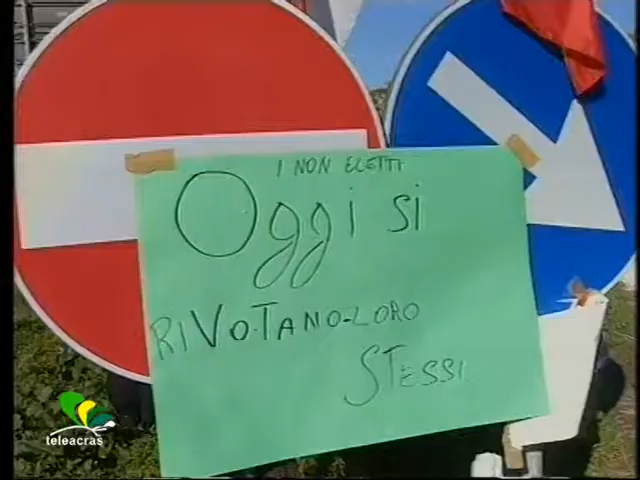 I NON ELETTI
Oggi si
RIVOTANO-LORO
STESSI
teleacras